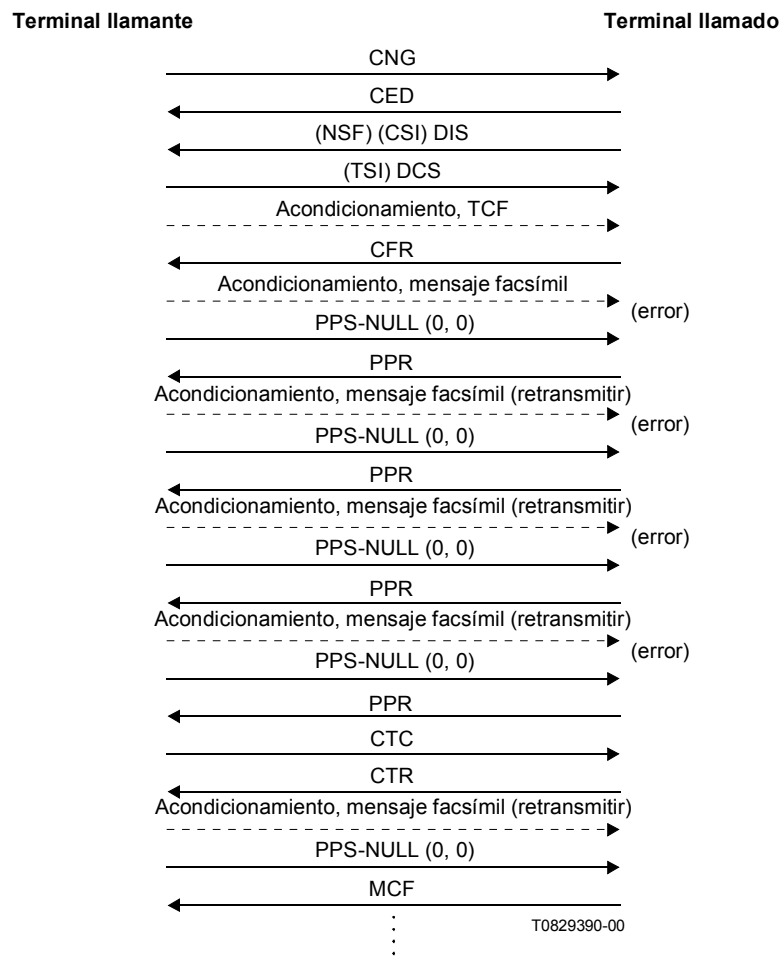 Terminal llamante
Terminal llamado
CNG
CED
(NSF) (CSI) DIS
(TSI) DCS
Acondicionamiento, TCF
CFR
Acondicionamiento, mensaje facsímil
(error)
PPS-NULL (0, 0)
PPR
Acondicionamiento, mensaje facsímil (retransmitir)
(error)
PPS-NULL (0, 0)
PPR
Acondicionamiento, mensaje facsímil (retransmitir)
(error)
PPS-NULL (0, 0)
PPR
Acondicionamiento, mensaje facsímil (retransmitir)
(error)
PPS-NULL (0, 0)
PPR
CTC
CTR
Acondicionamiento, mensaje facsímil (retransmitir)
PPS-NULL (0, 0)
MCF
T0829390-00